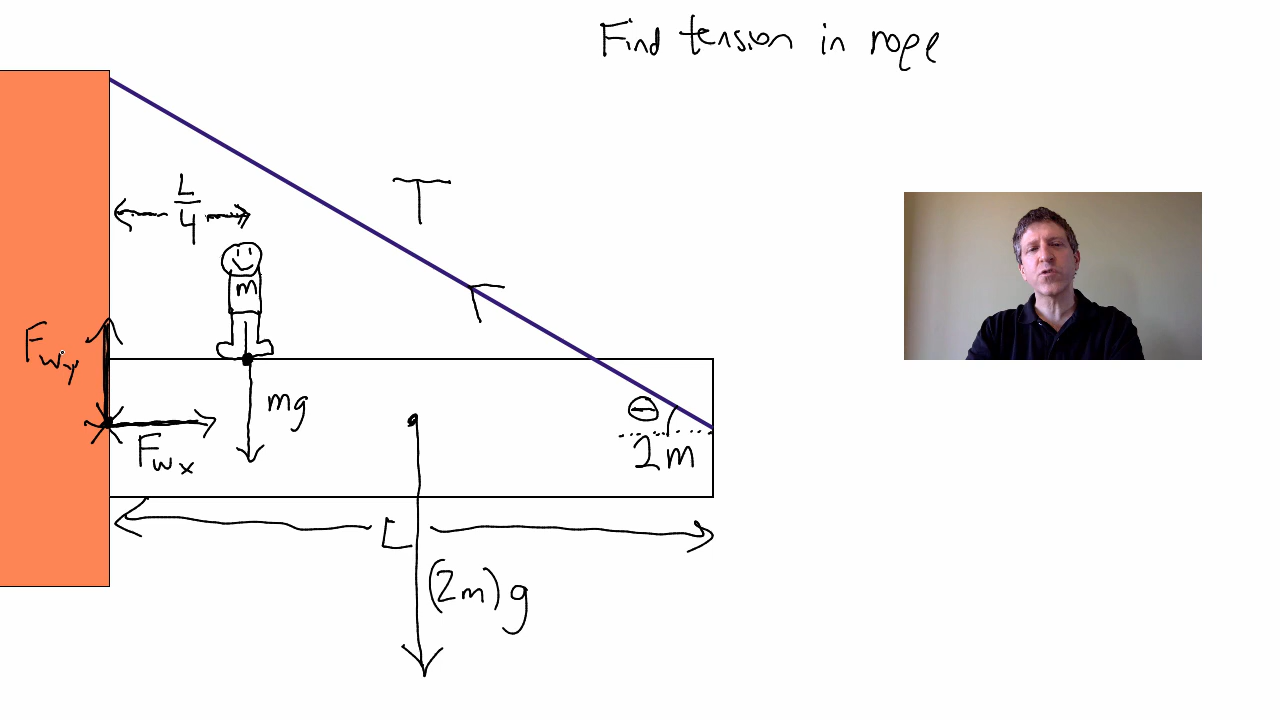 Find tension in rope
T
L/4
m
F_wy
mg
θ
F_wx
2m
L
(2m)g